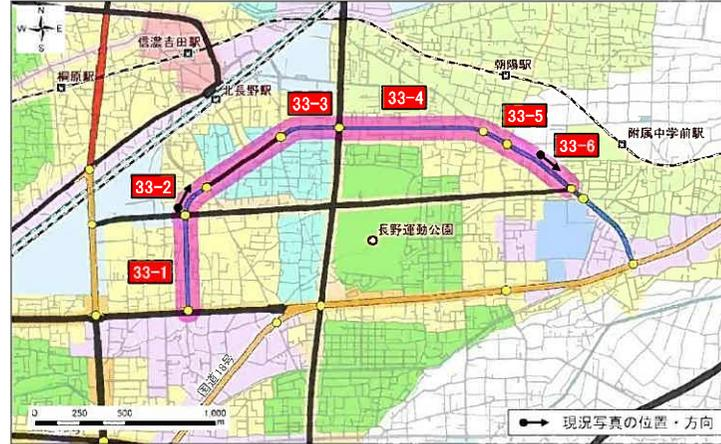 N
W E
S
信濃吉田駅
桐原駅
北長野駅
朝陽駅
附属中学前駅
33-3
33-4
33-5
33-6
33-2
33-1
長野運動公園
国道18号
0 250 500 1,000
m
現況写真の位置・方向